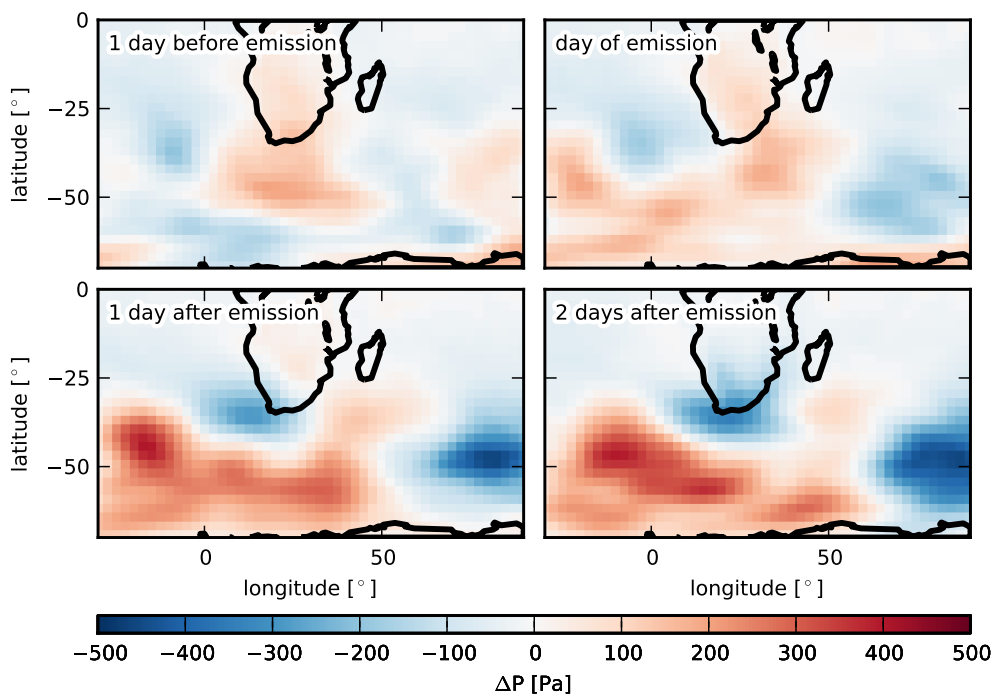 0
1 day before emission
day of emission
−25
−50
latitude [°]
0
1 day after emission
2 days after emission
−25
−50
latitude [°]
0 50 0 50
longitude [°] longitude [°]
−500 −400 −300 −200 −100 0 100 200 300 400 500
ΔP [Pa]